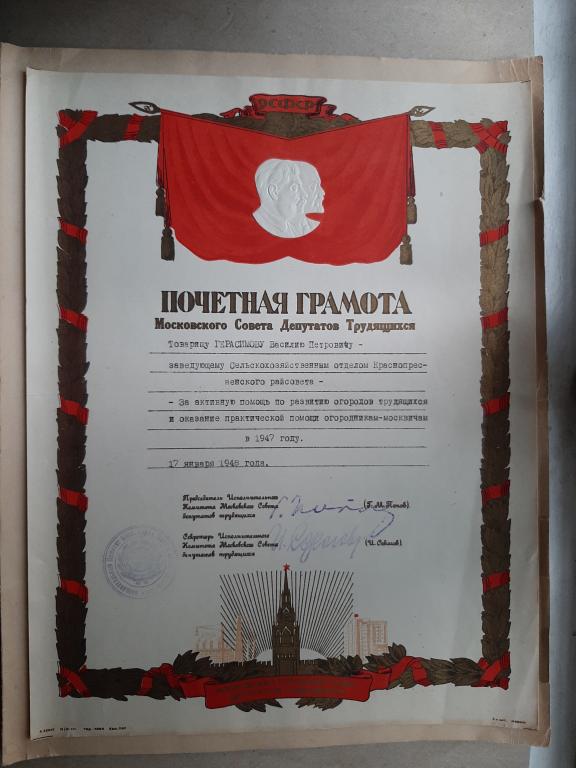 РСФСР
ПОЧЕТНАЯ ГРАМОТА
Московского Совета Депутатов Трудящихся
Товарищу ГЕРАСИМОВУ Василию Петровичу -
заведующему Сельскохозяйственным отделом Краснопрес-
ненского райсовета -
- За активную помощь по развитию огородов трудящихся
и оказание практической помощи огородникам-москвичам
в 1947 году.
17 января 1948 года.
Председатель Исполнительного
Комитета Московского Совета (Г.М. Попов)
депутатов трудящихся
Секретарь Исполнительного
Комитета Московского Совета (И. Соколов)
депутатов трудящихся